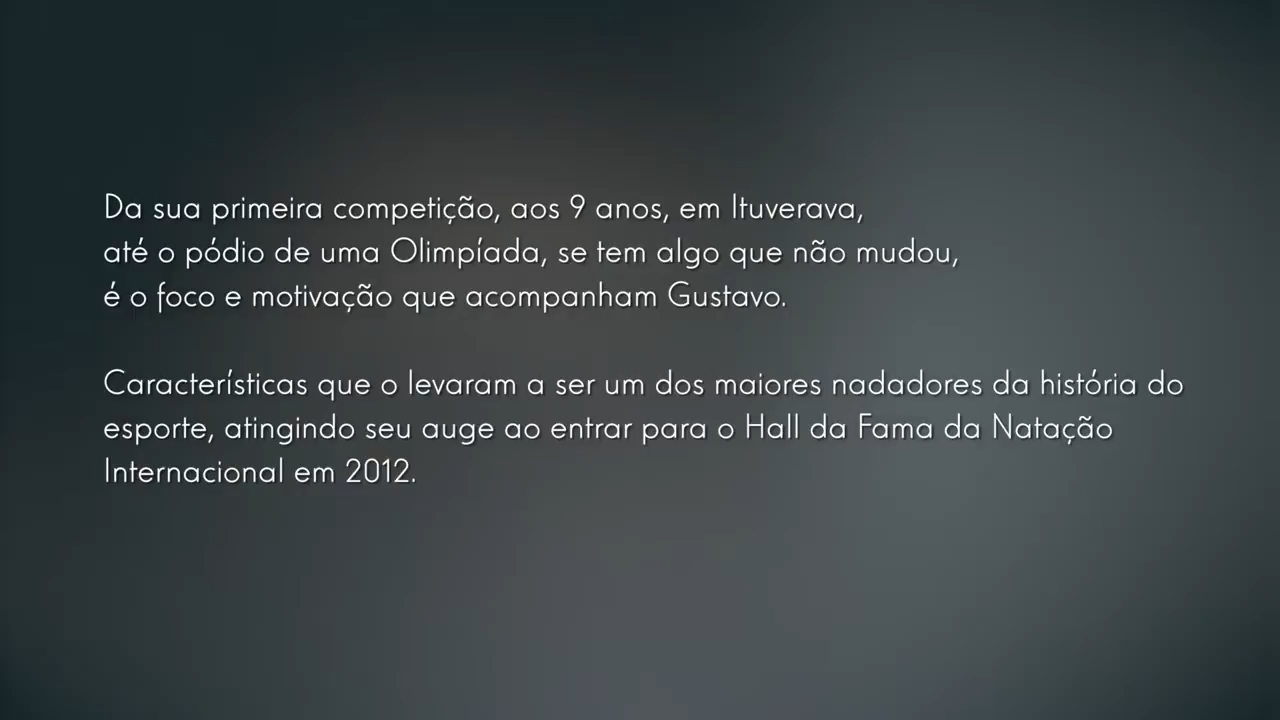 Da sua primeira competição, aos 9 anos, em Ituverava,
até o pódio de uma Olimpíada, se tem algo que não mudou,
é o foco e motivação que acompanham Gustavo.
Características que o levaram a ser um dos maiores nadadores da história do
esporte, atingindo seu auge ao entrar para o Hall da Fama da Natação
Internacional em 2012.